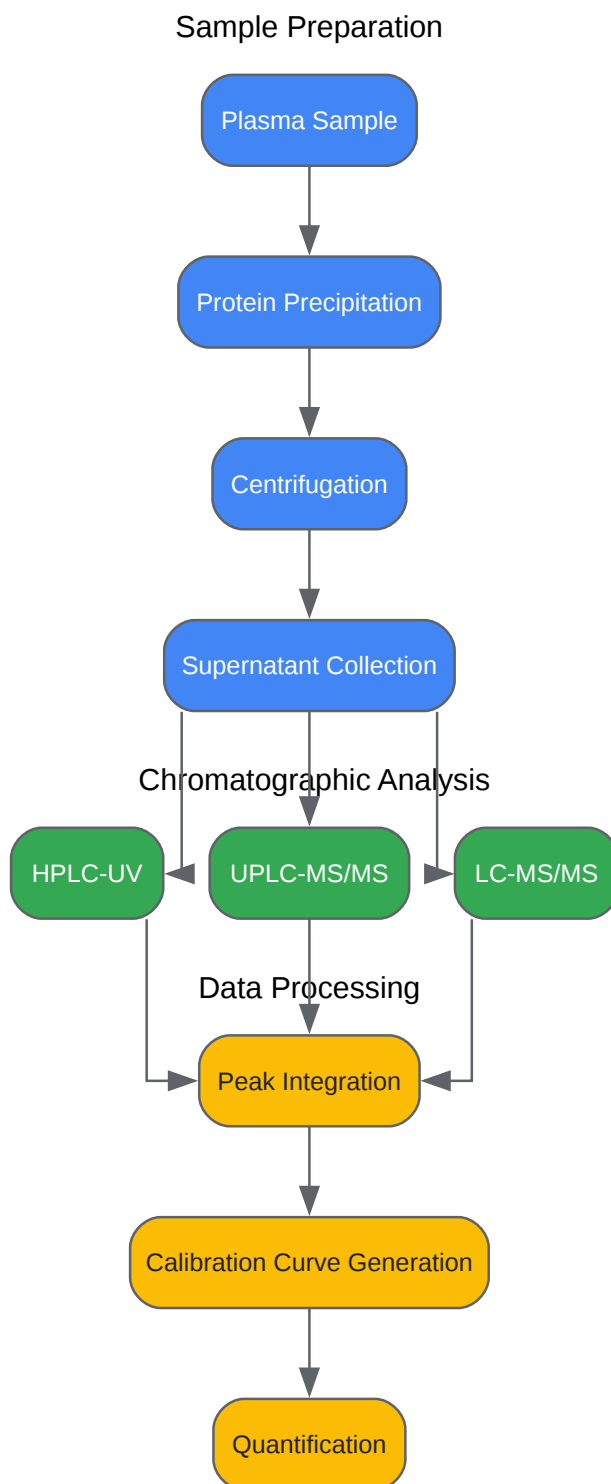 Sample Preparation
Plasma Sample
Protein Precipitation
Centrifugation
Supernatant Collection
Chromatographic Analysis
HPLC-UV
UPLC-MS/MS
LC-MS/MS
Data Processing
Peak Integration
Calibration Curve Generation
Quantification